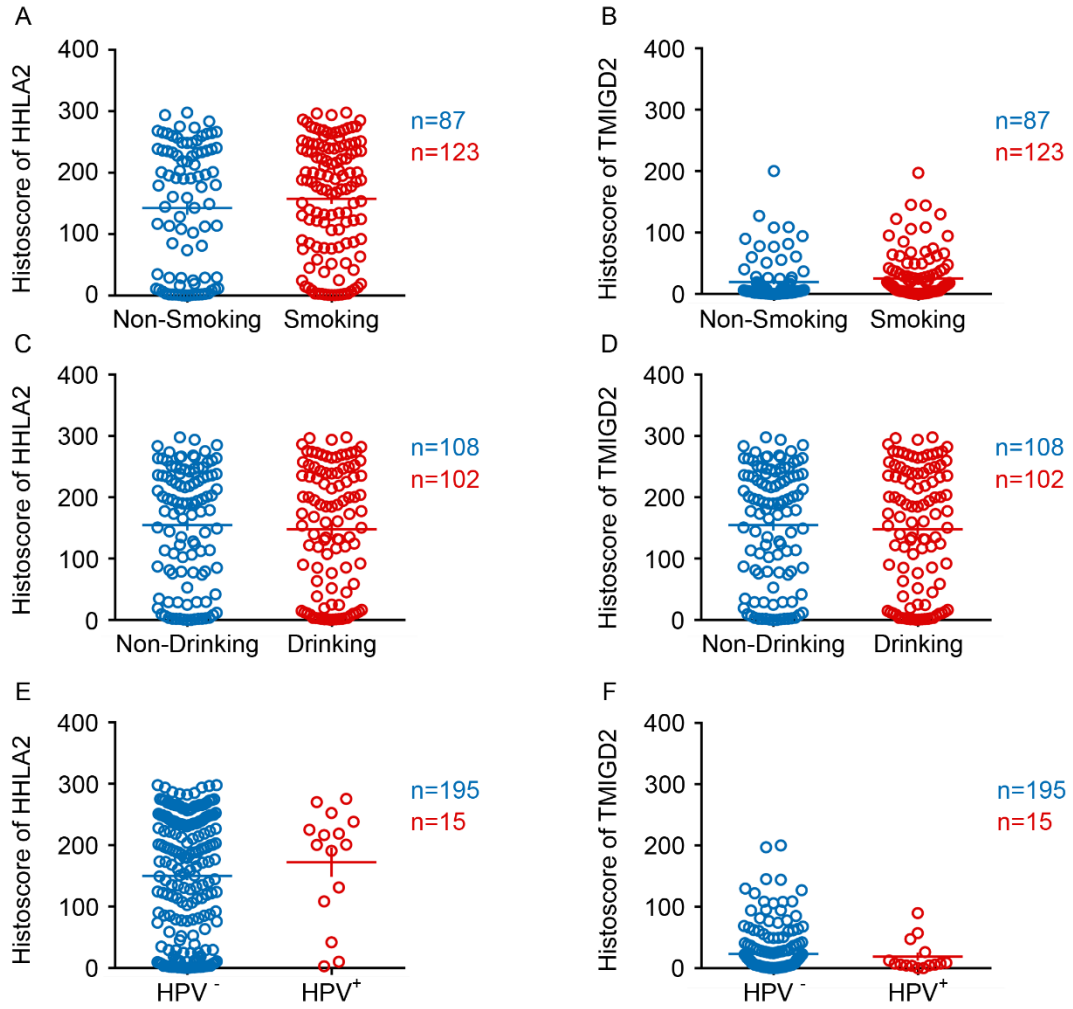 A
Histoscore of HHLA2
400
300
200
100
0
Non-Smoking
Smoking
n=87
n=123
B
Histoscore of TMIGD2
400
300
200
100
0
Non-Smoking
Smoking
n=87
n=123
C
Histoscore of HHLA2
400
300
200
100
0
Non-Drinking
Drinking
n=108
n=102
D
Histoscore of TMIGD2
400
300
200
100
0
Non-Drinking
Drinking
n=108
n=102
E
Histoscore of HHLA2
400
300
200
100
0
HPV⁻
HPV⁺
n=195
n=15
F
Histoscore of TMIGD2
400
300
200
100
0
HPV⁻
HPV⁺
n=195
n=15